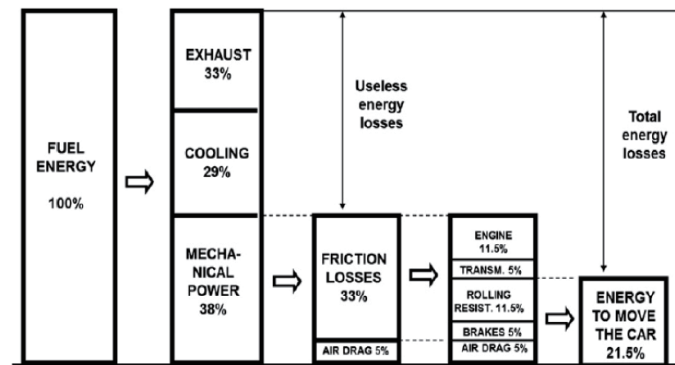 FUEL
ENERGY
100%
EXHAUST
33%
COOLING
29%
MECHA-
NICAL
POWER
38%
Useless
energy
losses
FRICTION
LOSSES
33%
AIR DRAG 5%
ENGINE
11.5%
TRANSM. 5%
ROLLING
RESIST. 11.5%
BRAKES 5%
AIR DRAG 5%
Total
energy
losses
ENERGY
TO MOVE
THE CAR
21.5%